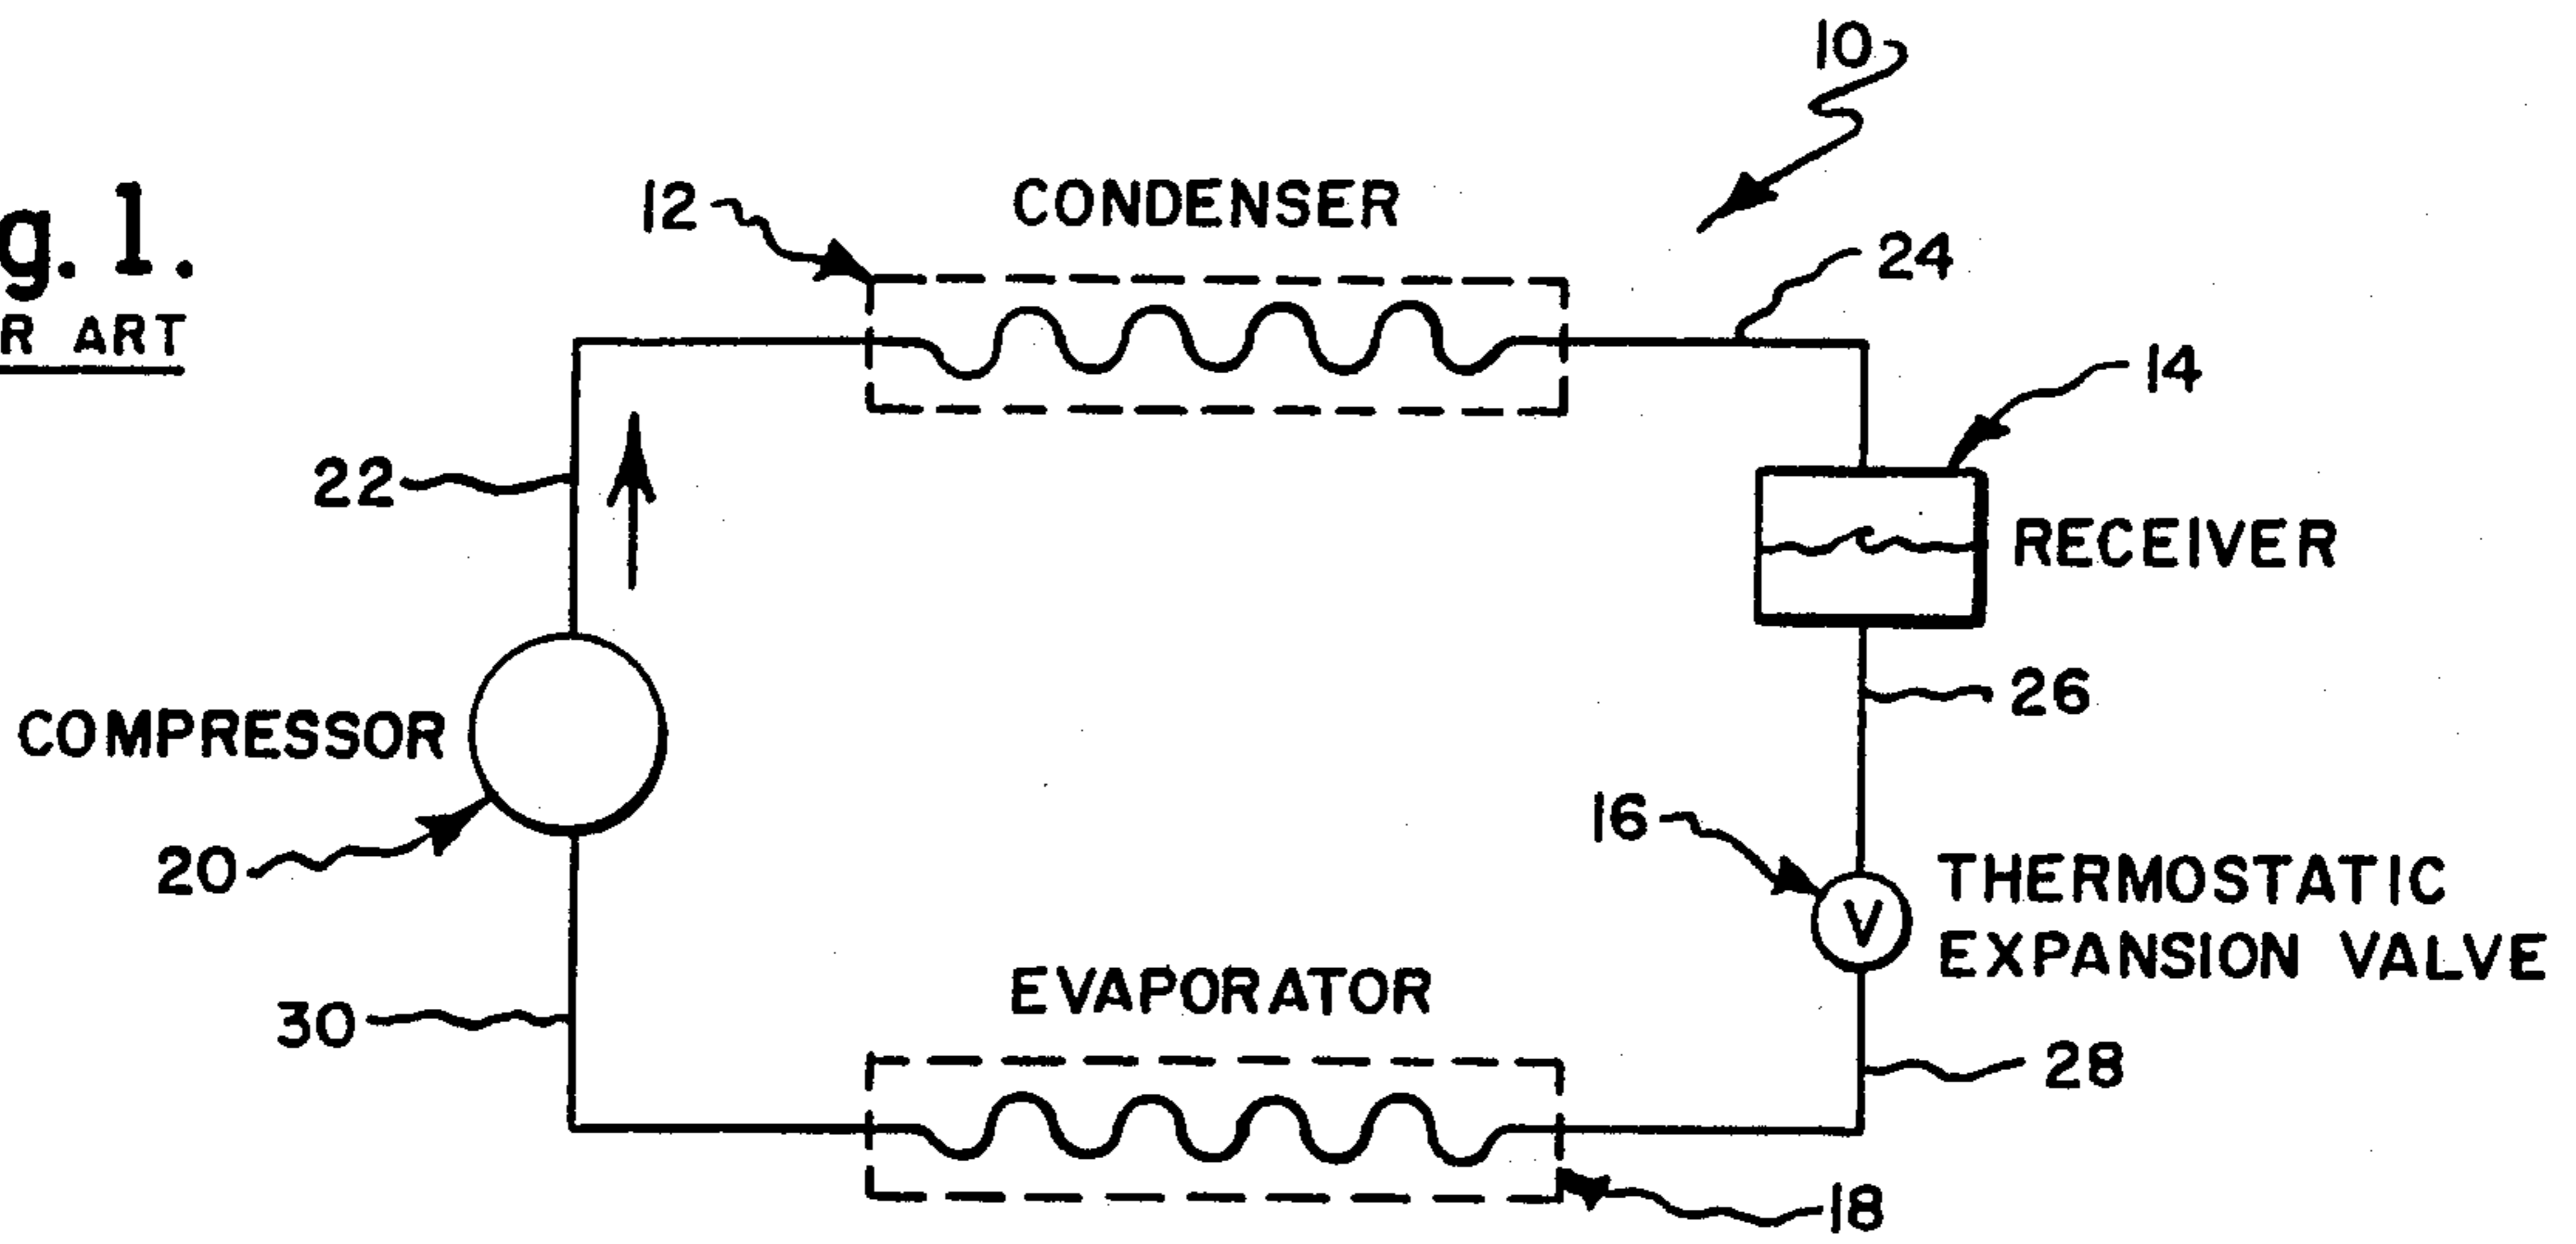 10
g. 1.
R ART
12
CONDENSER
24
14
22
RECEIVER
26
COMPRESSOR
20
16
V
THERMOSTATIC
EXPANSION VALVE
30
EVAPORATOR
28
18